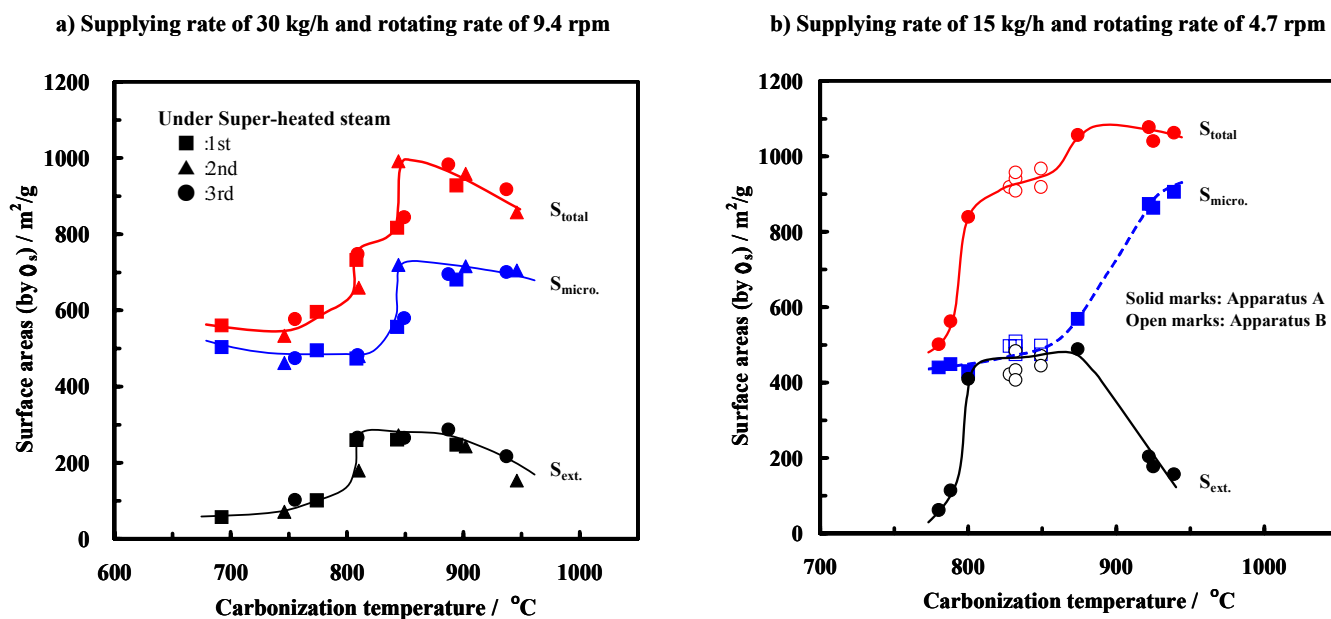 a) Supplying rate of 30 kg/h and rotating rate of 9.4 rpm
1200
1000
800
600
400
200
0
Surface areas (by αs) / m²/g
Under Super-heated steam
:1st
:2nd
:3rd
Stotal
Smicro.
Sext.
600
700
800
900
1000
Carbonization temperature / °C
b) Supplying rate of 15 kg/h and rotating rate of 4.7 rpm
1200
1000
800
600
400
200
0
Surface areas (by αs) / m²/g
Stotal
Smicro.
Solid marks: Apparatus A
Open marks: Apparatus B
Sext.
700
800
900
1000
Carbonization temperature / °C